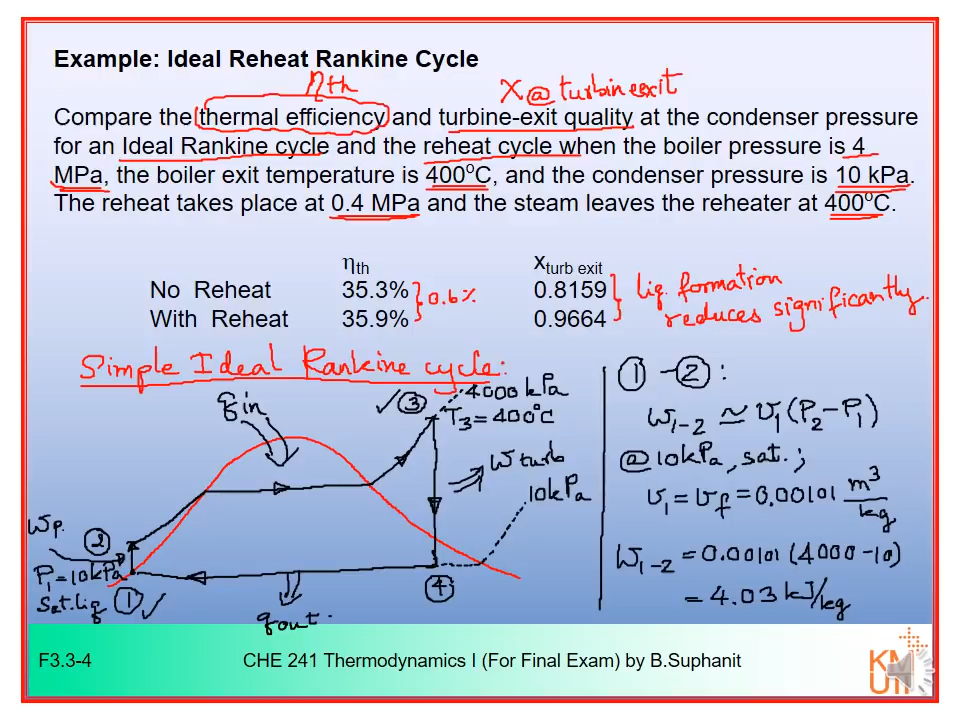 Example: Ideal Reheat Rankine Cycle
ηth
X@turbin exit
Compare the thermal efficiency and turbine-exit quality at the condenser pressure
for an Ideal Rankine cycle and the reheat cycle when the boiler pressure is 4
MPa, the boiler exit temperature is 400°C, and the condenser pressure is 10 kPa.
The reheat takes place at 0.4 MPa and the steam leaves the reheater at 400°C.
ηth xturb exit
No Reheat 35.3% 0.8159
With Reheat 35.9% 0.9664
0.6%
liq. formation
reduces significantly.
Simple Ideal Rankine cycle:
qin
③ 4000 kPa
T3=400°C
wturb
10kPa
wp.
②
P1=10kPa
Sat. liq ①
④
qout.
①-②:
w1-2 ≃ v1(P2-P1)
@10kPa, sat.;
v1=vf=0.00101 m³/kg
w1-2=0.00101(4000-10)
=4.03 kJ/kg
F3.3-4
CHE 241 Thermodynamics I (For Final Exam) by B.Suphanit